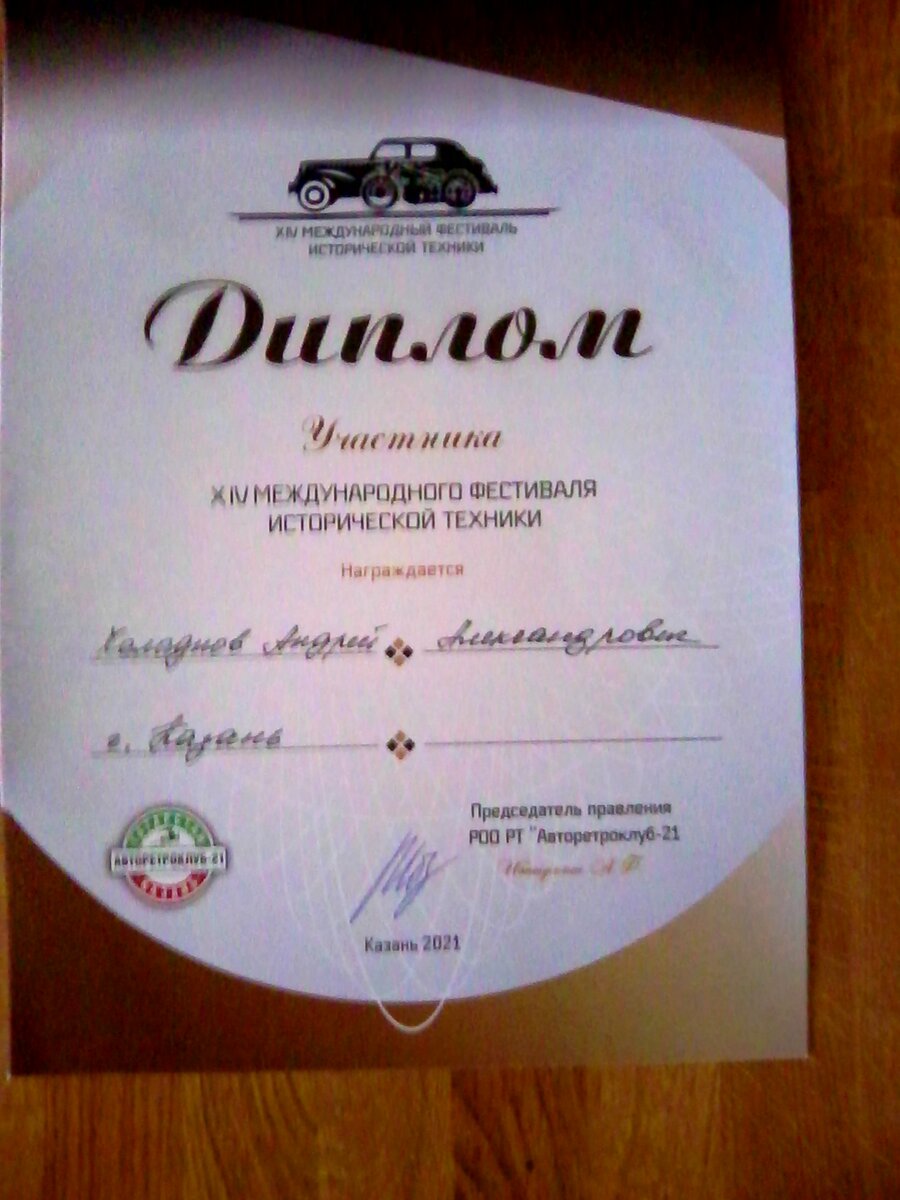 XIV МЕЖДУНАРОДНЫЙ ФЕСТИВАЛЬ
ИСТОРИЧЕСКОЙ ТЕХНИКИ
Диплом
Участника
XIV МЕЖДУНАРОДНОГО ФЕСТИВАЛЯ
ИСТОРИЧЕСКОЙ ТЕХНИКИ
Награждается
Холаднов Андрей Александрович
г. Казань
Председатель правления
РОО РТ "Авторетроклуб-21
АВТОРЕТРОКЛУБ-21
Казань 2021